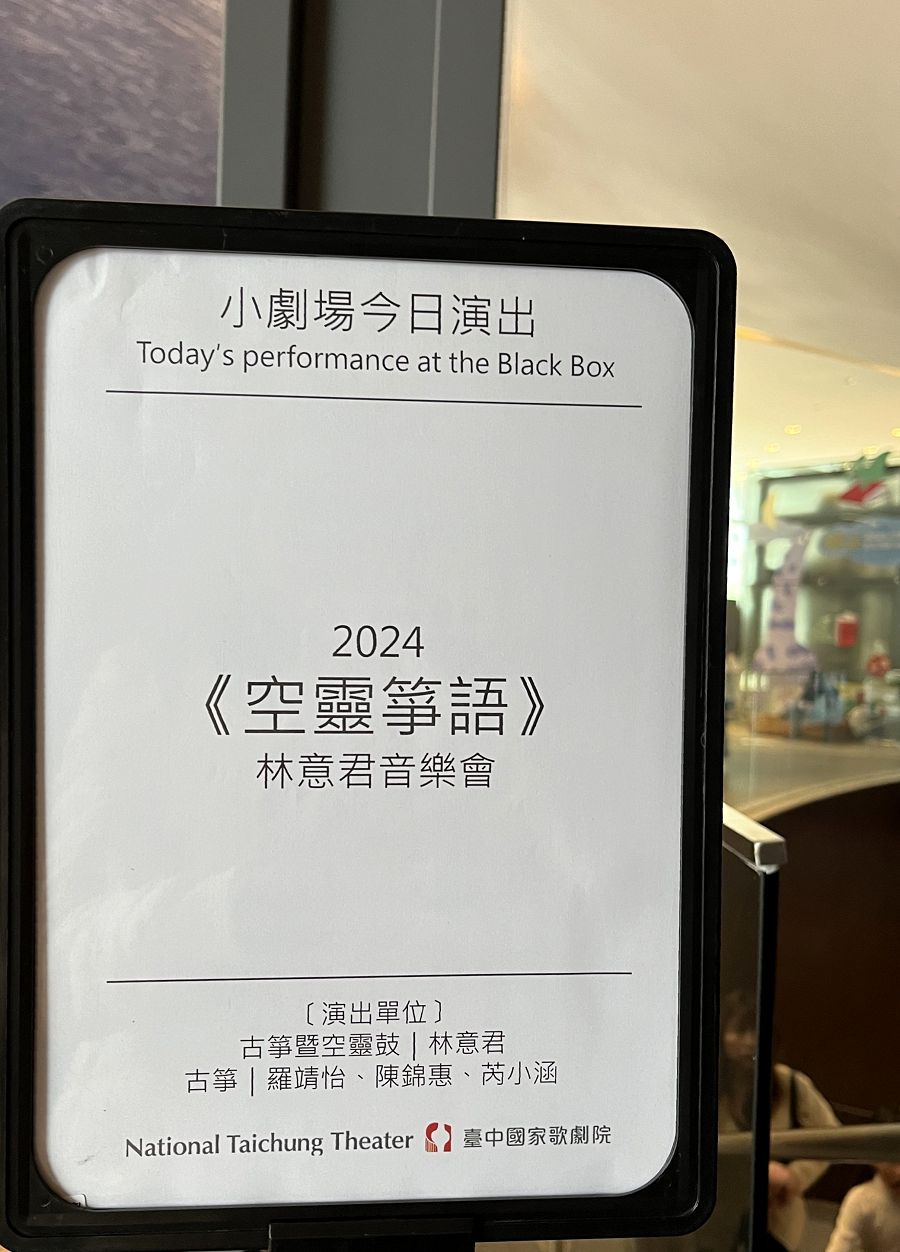 小劇場今日演出
Today's performance at the Black Box
2024
《空靈箏語》
林意君音樂會
〔演出單位〕
古箏暨空靈鼓 | 林意君
古箏 | 羅靖怡、陳錦惠、芮小涵
National Taichung Theater 臺中國家歌劇院